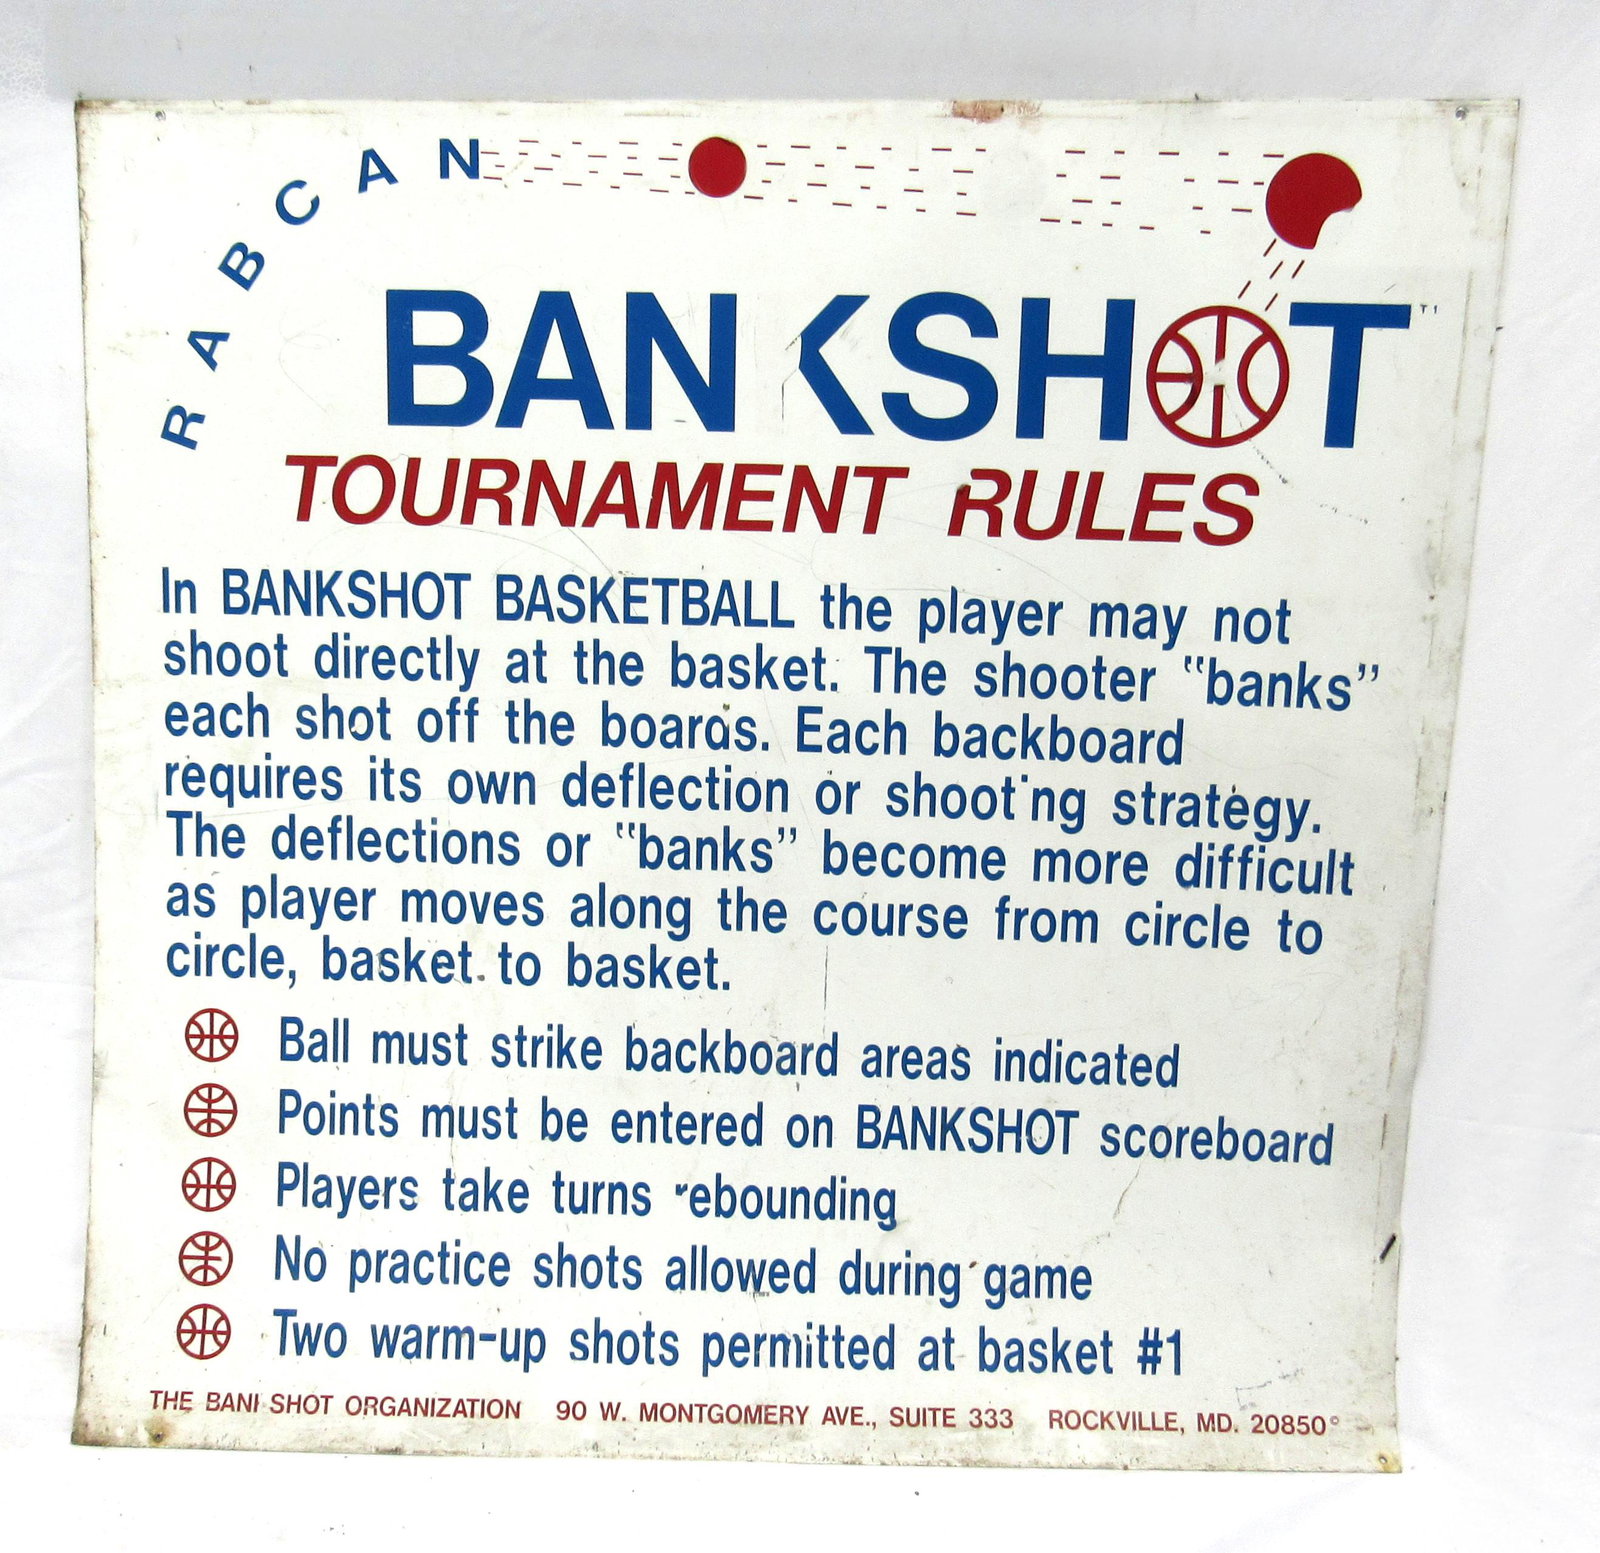 RABCAN
BANKSHOT
TOURNAMENT RULES
In BANKSHOT BASKETBALL the player may not
shoot directly at the basket. The shooter "banks"
each shot off the boards. Each backboard
requires its own deflection or shooting strategy.
The deflections or "banks" become more difficult
as player moves along the course from circle to
circle, basket to basket.
Ball must strike backboard areas indicated
Points must be entered on BANKSHOT scoreboard
Players take turns rebounding
No practice shots allowed during game
Two warm-up shots permitted at basket #1
THE BANKSHOT ORGANIZATION 90 W. MONTGOMERY AVE., SUITE 333 ROCKVILLE, MD. 20850